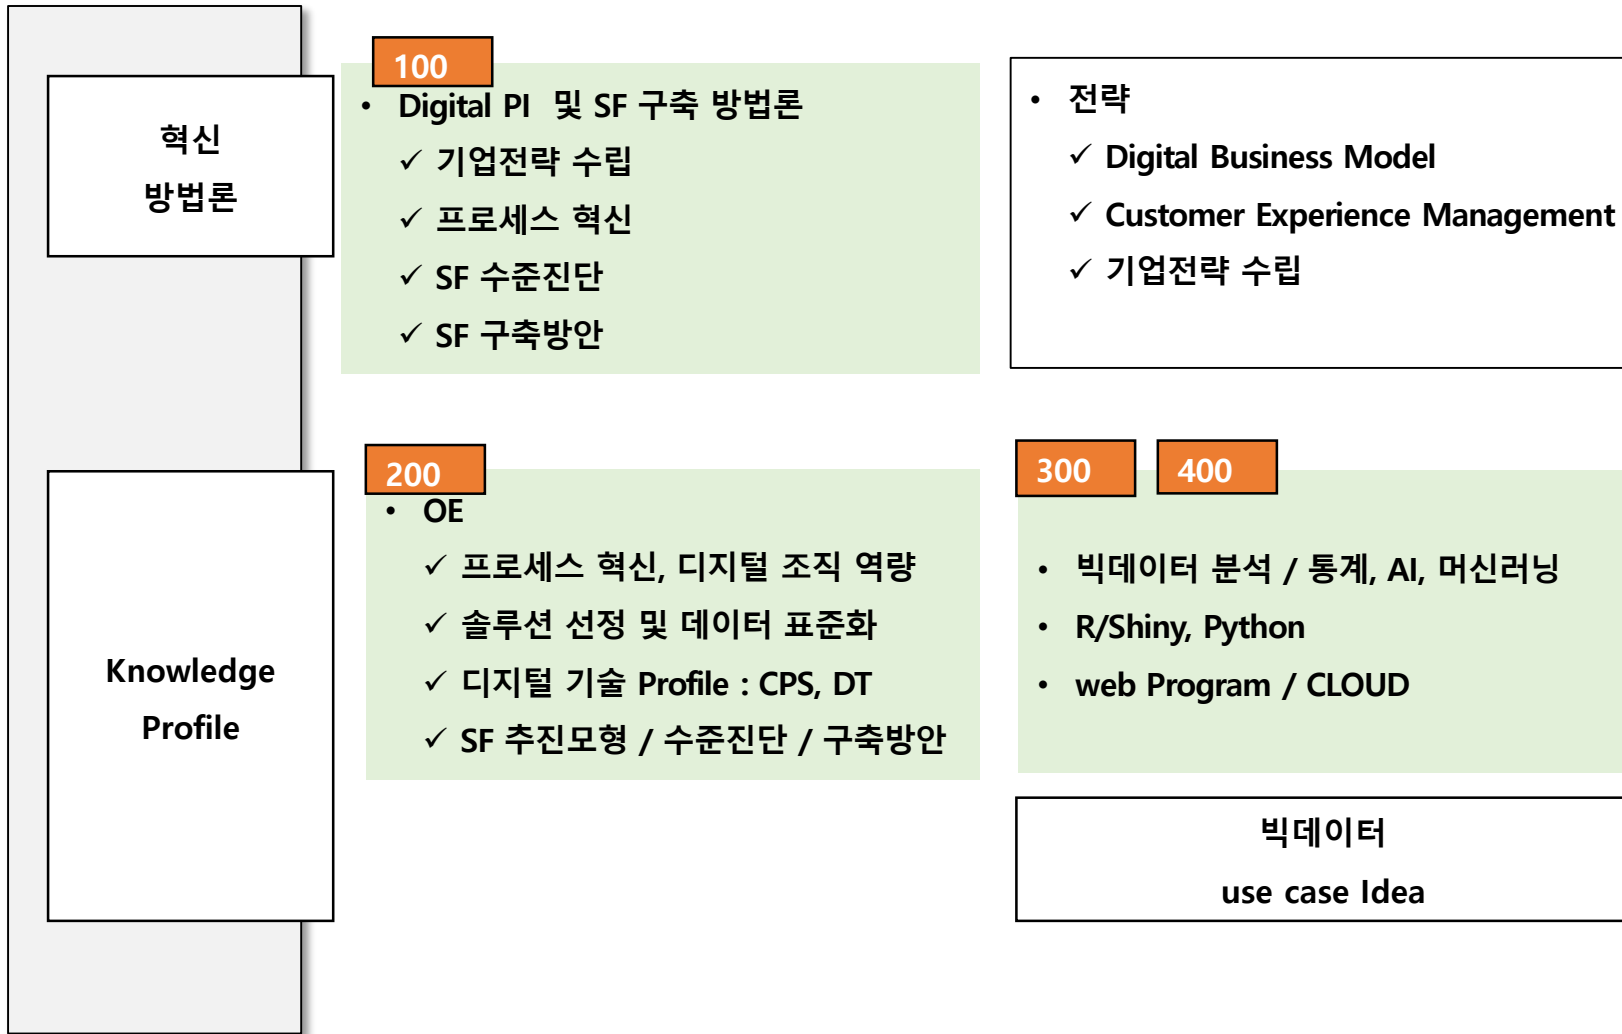 혁신
방법론
100
• Digital PI 및 SF 구축 방법론
✓ 기업전략 수립
✓ 프로세스 혁신
✓ SF 수준진단
✓ SF 구축방안
• 전략
✓ Digital Business Model
✓ Customer Experience Management
✓ 기업전략 수립
Knowledge
Profile
200
• OE
✓ 프로세스 혁신, 디지털 조직 역량
✓ 솔루션 선정 및 데이터 표준화
✓ 디지털 기술 Profile : CPS, DT
✓ SF 추진모형 / 수준진단 / 구축방안
300
400
• 빅데이터 분석 / 통계, AI, 머신러닝
• R/Shiny, Python
• web Program / CLOUD
빅데이터
use case Idea